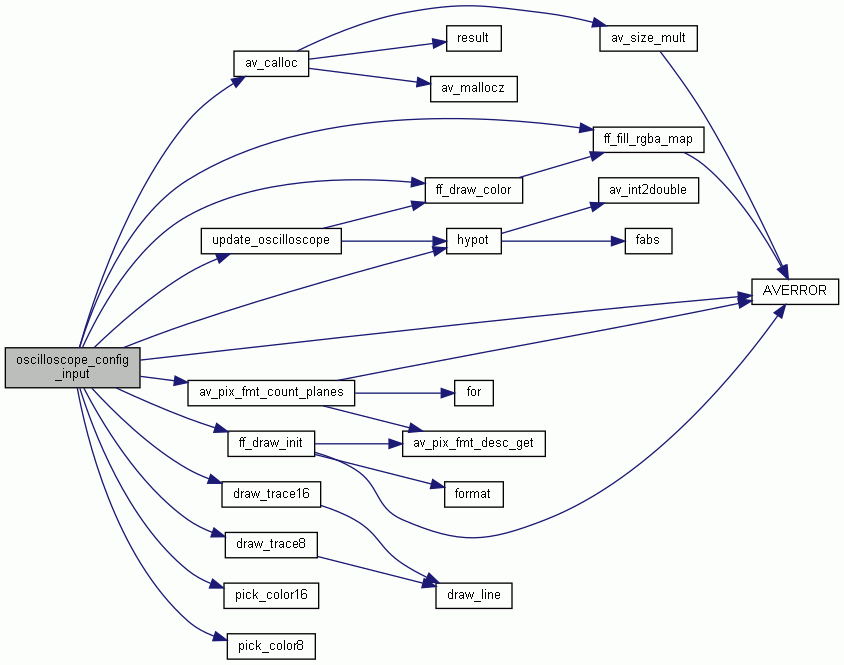 result
av_size_mult
av_calloc
av_mallocz
ff_fill_rgba_map
ff_draw_color
av_int2double
update_oscilloscope
hypot
fabs
AVERROR
oscilloscope_config
_input
av_pix_fmt_count_planes
for
ff_draw_init
av_pix_fmt_desc_get
draw_trace16
format
draw_trace8
pick_color16
draw_line
pick_color8